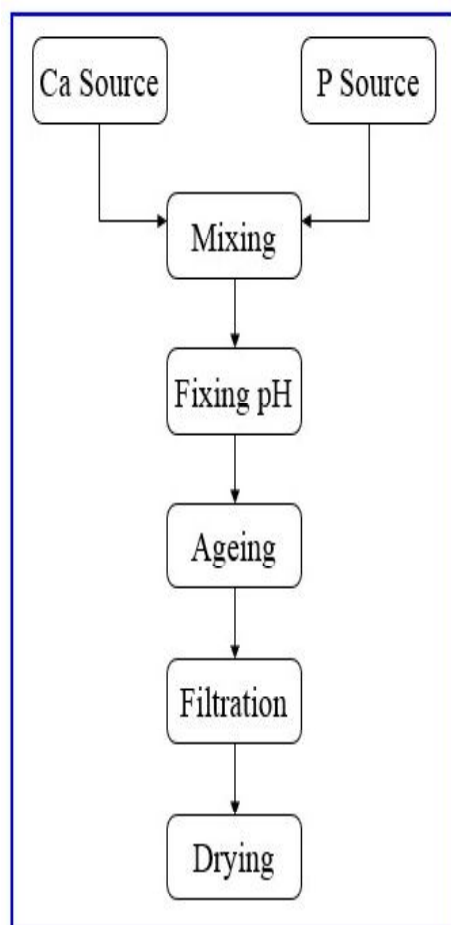 Ca Source
P Source
Mixing
Fixing pH
Ageing
Filtration
Drying